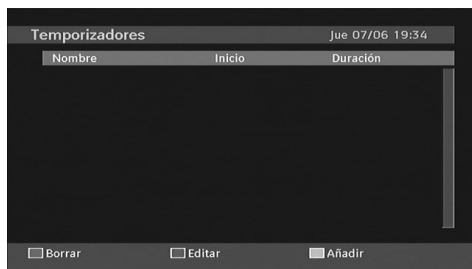 Temporizadores Jue 07/06 19:34
Nombre Inicio Duración
Borrar Editar Añadir